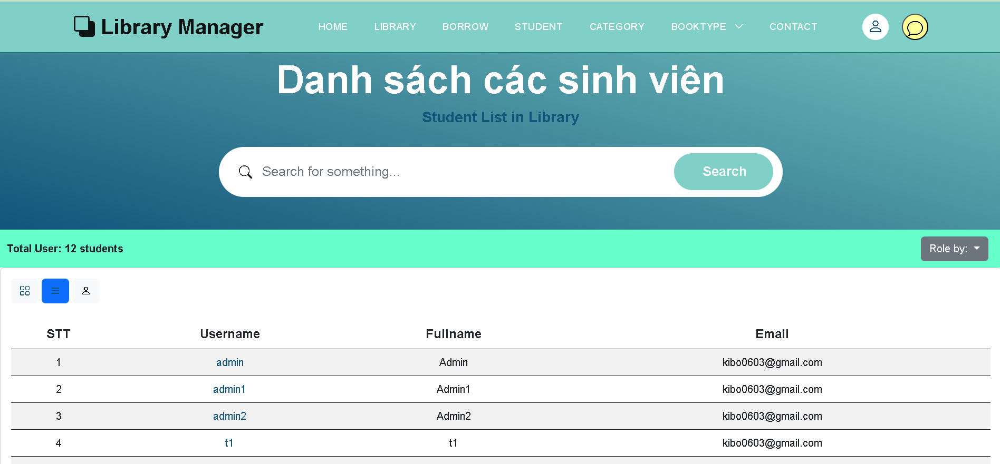 Library Manager HOME LIBRARY BORROW STUDENT CATEGORY BOOKTYPE CONTACT
Danh sách các sinh viên
Student List in Library
Search for something... Search
Total User: 12 students Role by:
STT Username Fullname Email
1 admin Admin kibo0603@gmail.com
2 admin1 Admin1 kibo0603@gmail.com
3 admin2 Admin2 kibo0603@gmail.com
4 t1 t1 kibo0603@gmail.com